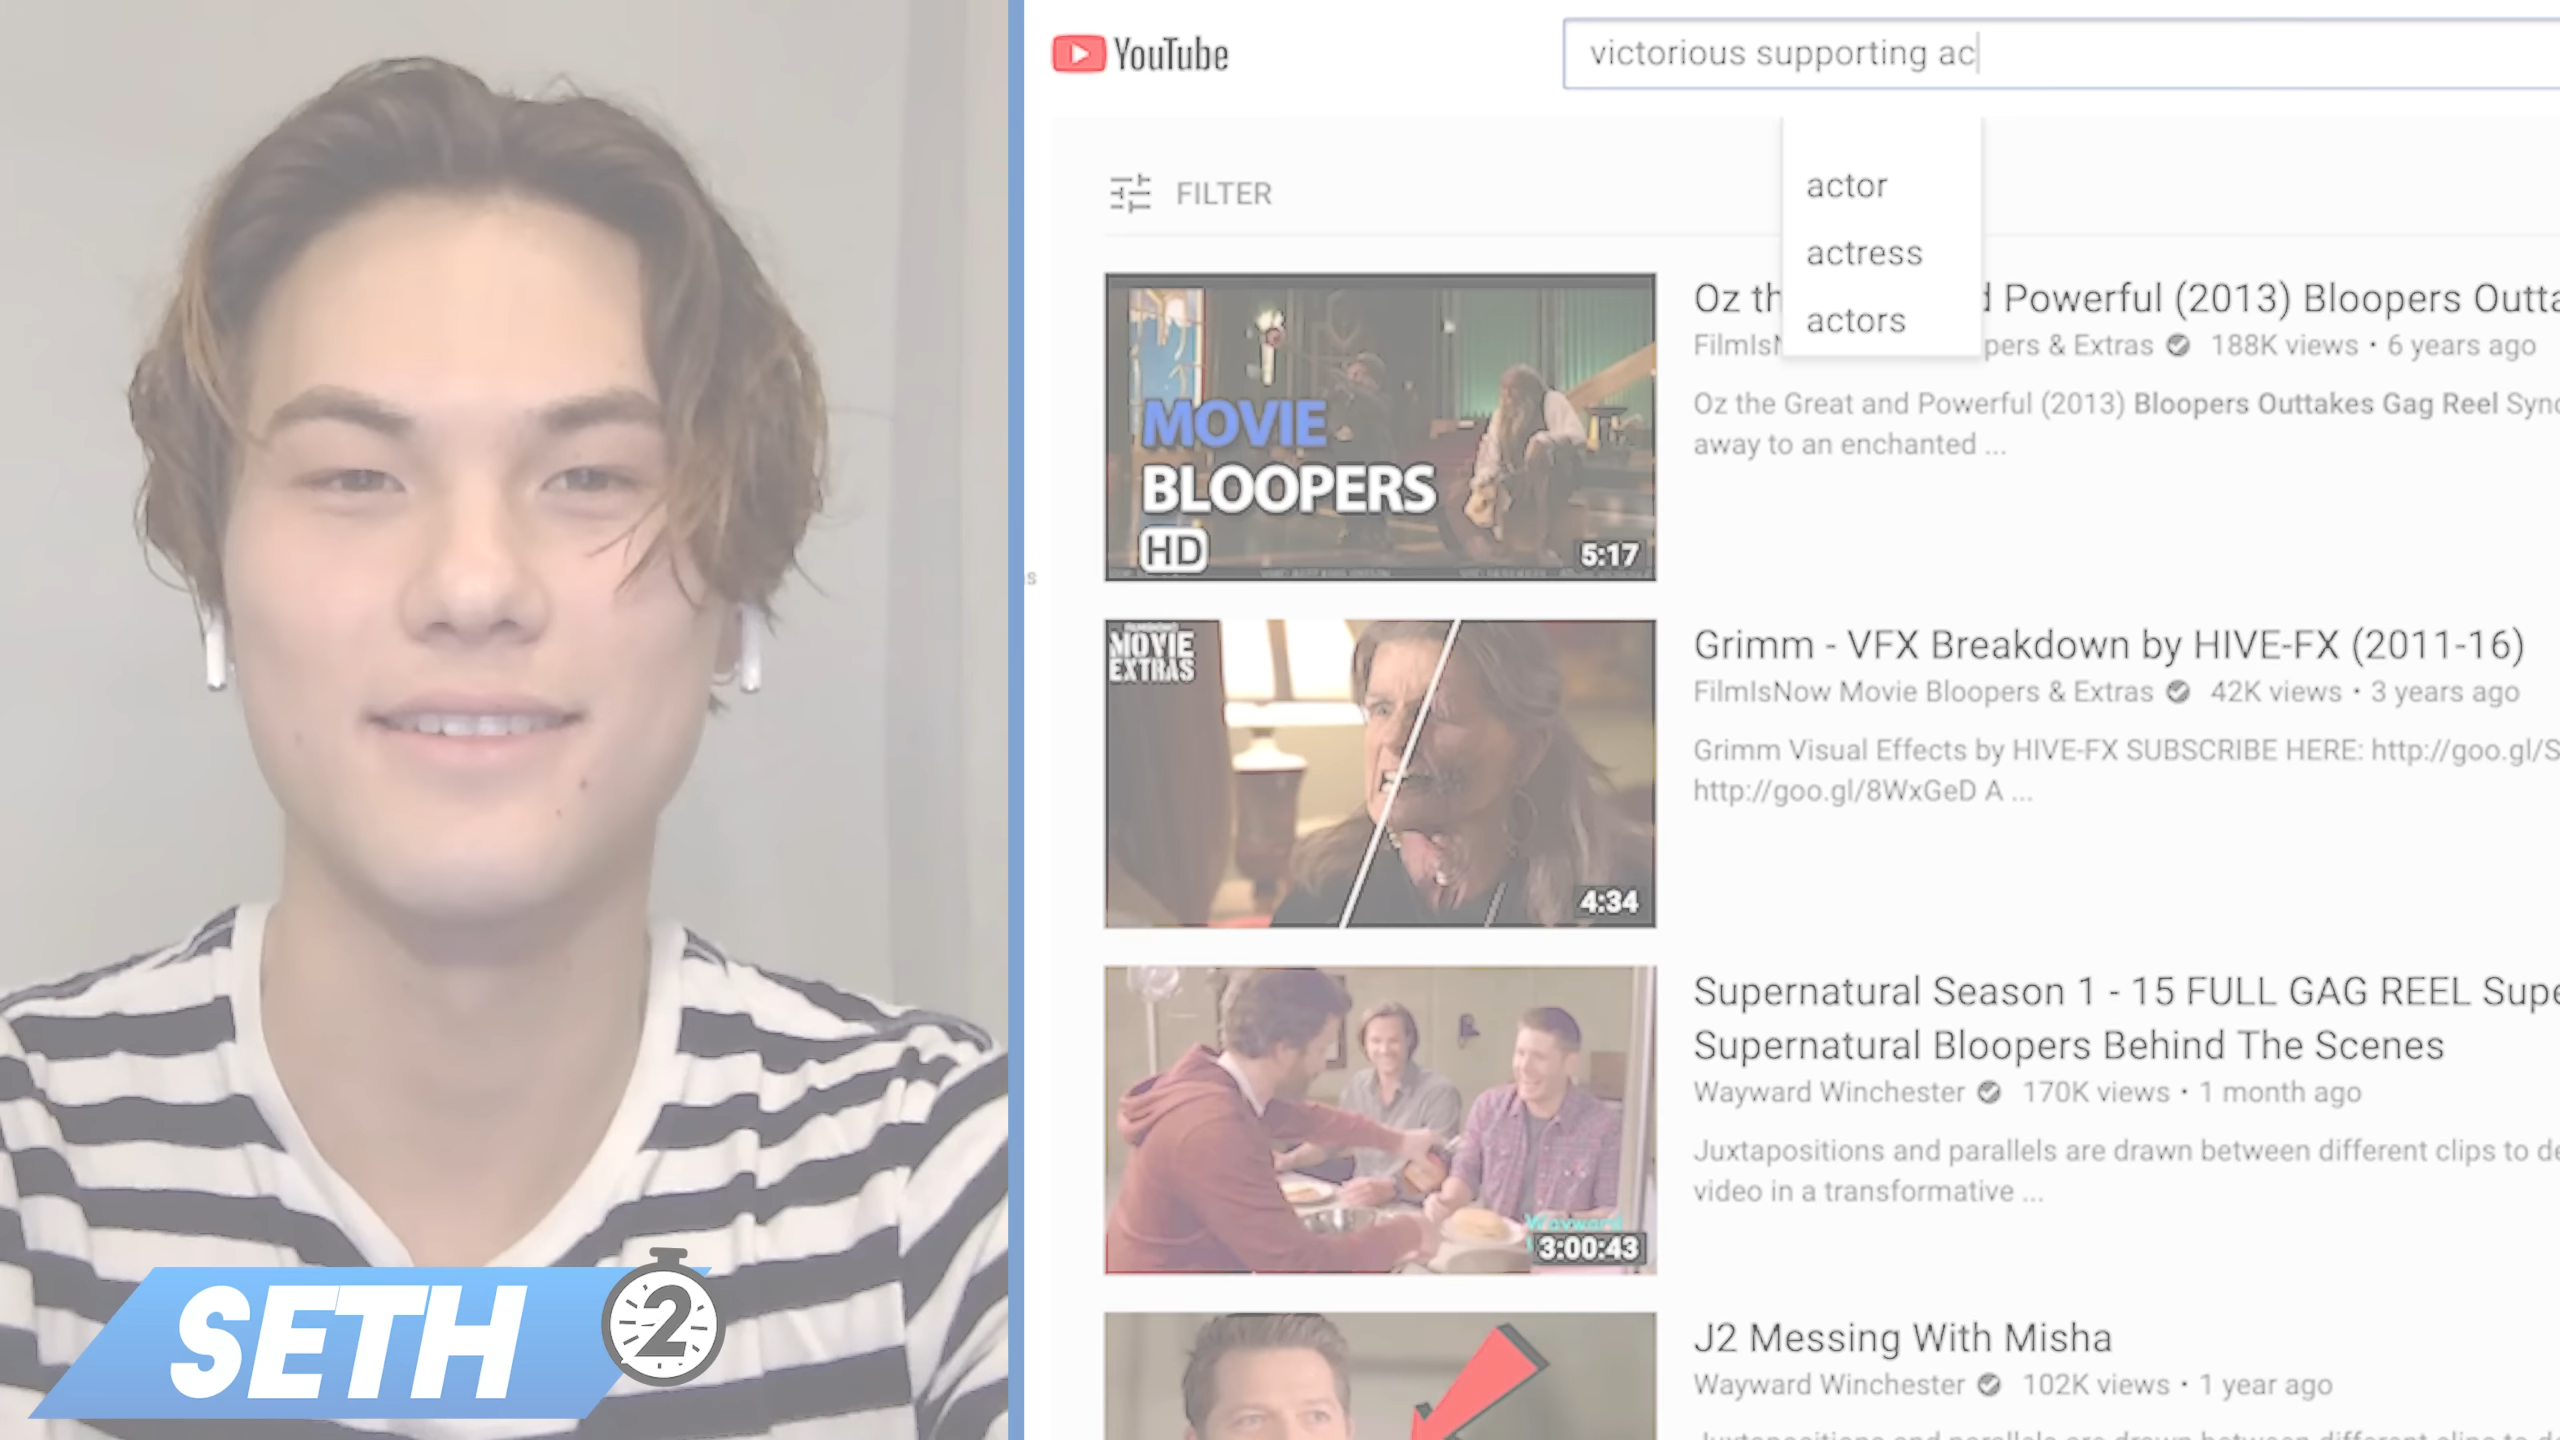 YouTube
victorious supporting ac
actor
actress
actors
FILTER
MOVIE
BLOOPERS
HD
5:17
Oz th d Powerful (2013) Bloopers Outta
FilmIsN pers & Extras 188K views • 6 years ago
Oz the Great and Powerful (2013) Bloopers Outtakes Gag Reel Sync
away to an enchanted ...
s
MOVIE
EXTRAS
4:34
Grimm - VFX Breakdown by HIVE-FX (2011-16)
FilmIsNow Movie Bloopers & Extras 42K views • 3 years ago
Grimm Visual Effects by HIVE-FX SUBSCRIBE HERE: http://goo.gl/S
http://goo.gl/8WxGeD A ...
Wayward
3:00:43
Supernatural Season 1 - 15 FULL GAG REEL Supe
Supernatural Bloopers Behind The Scenes
Wayward Winchester 170K views • 1 month ago
Juxtapositions and parallels are drawn between different clips to de
video in a transformative ...
J2 Messing With Misha
Wayward Winchester 102K views • 1 year ago
SETH
2